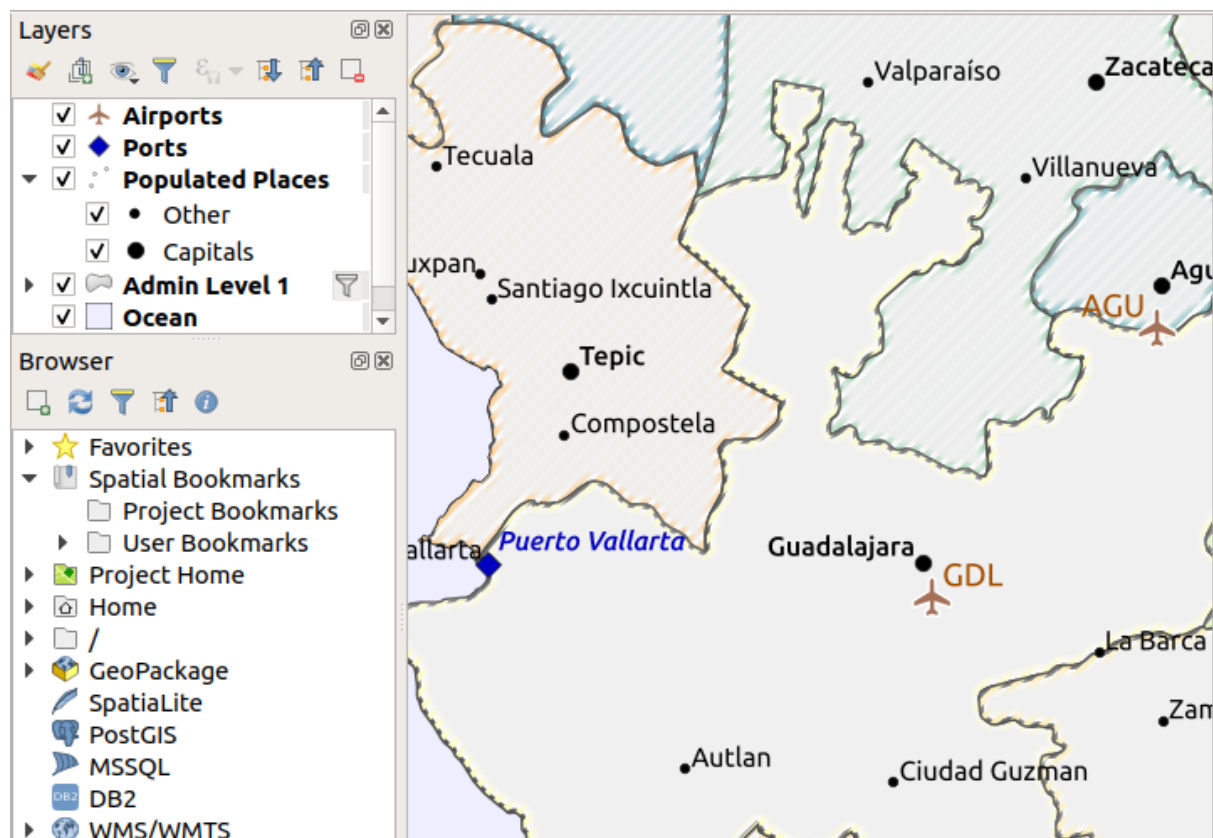 Layers
Airports
Ports
Populated Places
Other
Capitals
Admin Level 1
Ocean
Browser
Favorites
Spatial Bookmarks
Project Bookmarks
User Bookmarks
Project Home
Home
/
GeoPackage
SpatiaLite
PostGIS
MSSQL
DB2
DB2
WMS/WMTS
Valparaíso
Zacateca
Tecuala
Villanueva
uxpan
Santiago Ixcuintla
Agu
AGU
Tepic
Compostela
allarta
Puerto Vallarta
Guadalajara
GDL
La Barca
Zam
Autlan
Ciudad Guzman